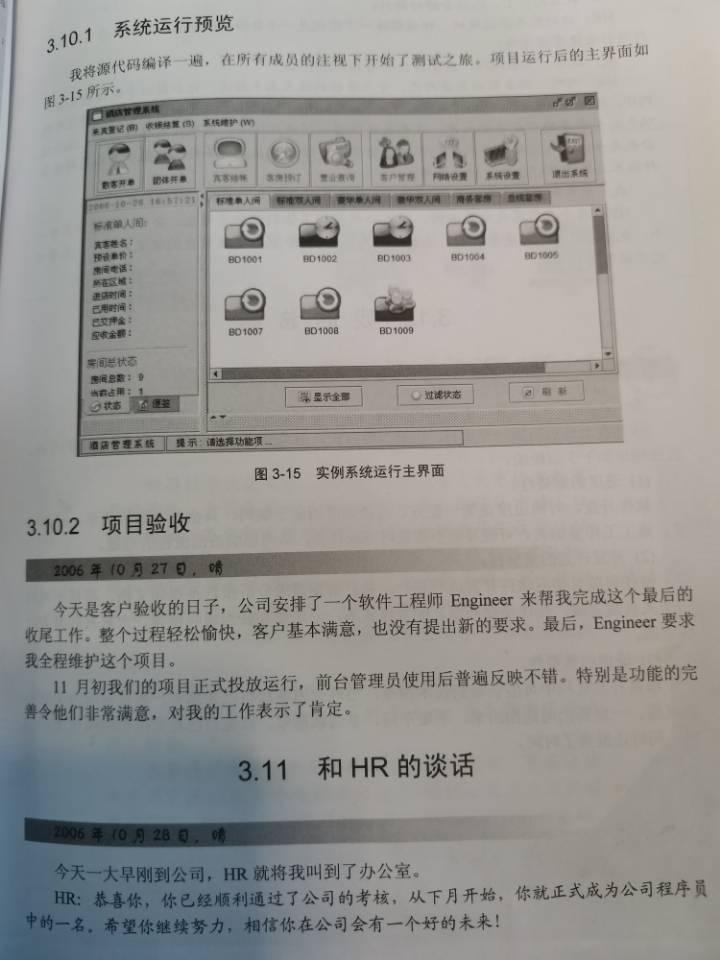 3.10.1 系统运行预览
我将源代码编译一遍，在所有成员的注视下开始了测试之旅。项目运行后的主界面如
图 3-15 所示。
酒店管理系统
来宾登记 (B) 收银结算 (S) 系统维护 (W)
散客开单 团体开单 宾客结帐 客房预订 营业查询 客户管理 网络设置 系统设置 EXIT 退出系统
2006-10-26 16:57:21 标准单人间 标准双人间 豪华单人间 豪华双人间 商务套房 总统套房
标准单人间:
宾客姓名：
预设单价：
房间电话：
所在区域：
进店时间：
已用时间：
已交押金：
应收金额：
BD1001 BD1002 BD1003 BD1004 BD1005
BD1007 BD1008 BD1009
房间总状态
房间总数： 9
当前占用： 1
状态
显示全部 过滤状态 刷 新
酒店管理系统 提示：请选择功能项...
图 3-15 实例系统运行主界面
3.10.2 项目验收
2006 年 10 月 27 日，晴
今天是客户验收的日子，公司安排了一个软件工程师 Engineer 来帮我完成这个最后的
收尾工作。整个过程轻松愉快，客户基本满意，也没有提出新的要求。最后，Engineer 要求
我全程维护这个项目。
11 月初我们的项目正式投放运行，前台管理员使用后普遍反映不错。特别是功能的完
善令他们非常满意，对我的工作表示了肯定。
3.11 和 HR 的谈话
2006 年 10 月 28 日，晴
今天一大早刚到公司，HR 就将我叫到了办公室。
HR：恭喜你，你已经顺利通过了公司的考核，从下月开始，你就正式成为公司程序员
中的一名。希望你继续努力，相信你在公司会有一个好的未来！